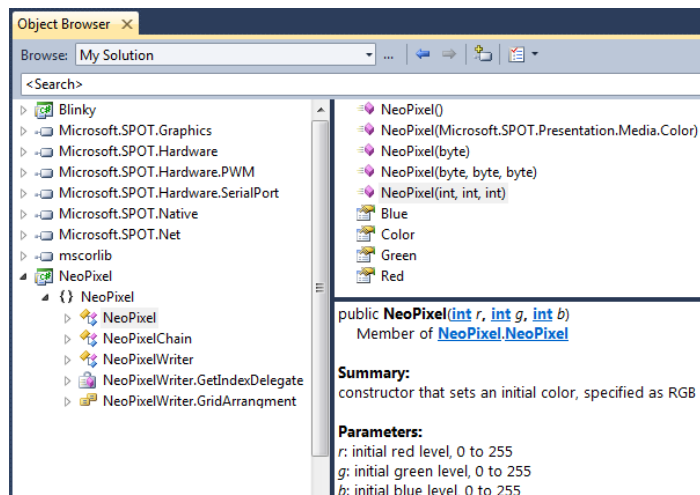 Object Browser
Browse: My Solution ...
<Search>
Blinky
Microsoft.SPOT.Graphics
Microsoft.SPOT.Hardware
Microsoft.SPOT.Hardware.PWM
Microsoft.SPOT.Hardware.SerialPort
Microsoft.SPOT.Native
Microsoft.SPOT.Net
mscorlib
NeoPixel
{} NeoPixel
NeoPixel
NeoPixelChain
NeoPixelWriter
NeoPixelWriter.GetIndexDelegate
NeoPixelWriter.GridArrangment
NeoPixel()
NeoPixel(Microsoft.SPOT.Presentation.Media.Color)
NeoPixel(byte)
NeoPixel(byte, byte, byte)
NeoPixel(int, int, int)
Blue
Color
Green
Red
public NeoPixel(int r, int g, int b)
Member of NeoPixel.NeoPixel
Summary:
constructor that sets an initial color, specified as RGB
Parameters:
r: initial red level, 0 to 255
g: initial green level, 0 to 255
b: initial blue level, 0 to 255